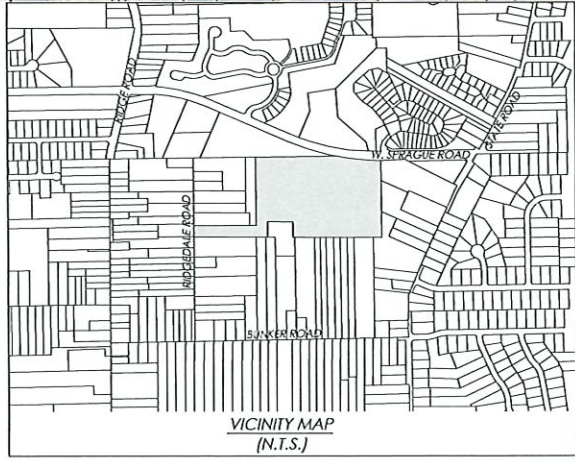 RIDGE ROAD
STATE ROAD
W. SPRAGUE ROAD
RIDGEDALE ROAD
BUNKER ROAD
VICINITY MAP
(N.T.S.)